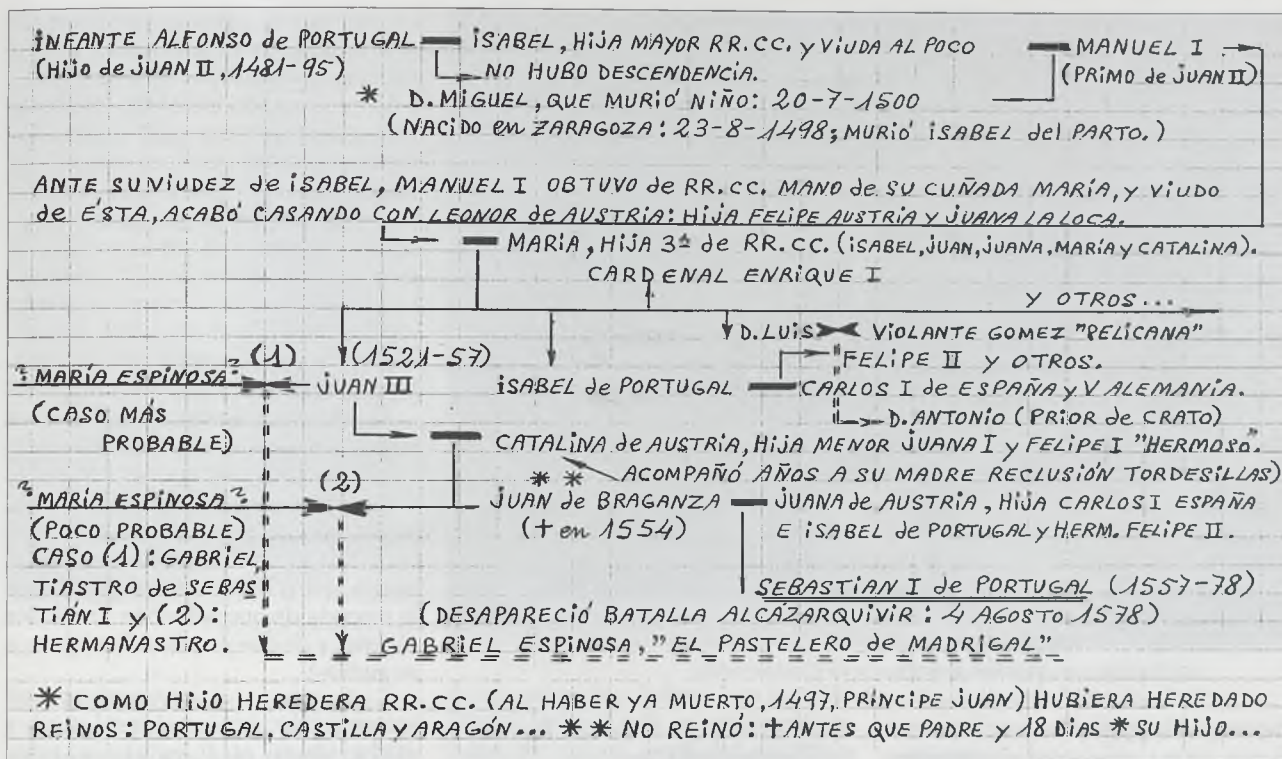 INFANTE ALFONSO de PORTUGAL — ISABEL, HIJA MAYOR RR.CC. Y VIUDA AL POCO — MANUEL I
(HIJO de JUAN II, 1481-95) NO HUBO DESCENDENCIA. (PRIMO de JUAN II)
* D. MIGUEL, QUE MURIÓ NIÑO: 20-7-1500
(NACIDO en ZARAGOZA: 23-8-1498; MURIÓ ISABEL del PARTO.)
ANTE SU VIUDEZ de ISABEL, MANUEL I OBTUVO de RR.CC. MANO de SU CUÑADA MARÍA, Y VIUDO
de ÉSTA, ACABÓ CASANDO CON LEONOR de AUSTRIA: HIJA FELIPE AUSTRIA Y JUANA LA LOCA.
— MARIA, HIJA 3ª de RR.CC. (ISABEL, JUAN, JUANA, MARÍA Y CATALINA).
CARDENAL ENRIQUE I
Y OTROS...
D. LUIS VIOLANTE GOMEZ "PELICANA"
(1) (1521-57) FELIPE II Y OTROS.
? MARÍA ESPINOSA ? JUAN III ISABEL de PORTUGAL — CARLOS I de ESPAÑA Y V ALEMANIA.
(CASO MÁS D. ANTONIO (PRIOR de CRATO)
PROBABLE) — CATALINA de AUSTRIA, HIJA MENOR JUANA I Y FELIPE I "HERMOSO".
(2) * * ACOMPAÑÓ AÑOS A SU MADRE RECLUSIÓN TORDESILLAS)
? MARÍA ESPINOSA ? JUAN de BRAGANZA — JUANA de AUSTRIA, HIJA CARLOS I ESPAÑA
(POCO PROBABLE) († en 1554) E ISABEL de PORTUGAL Y HERM. FELIPE II.
CASO (1): GABRIEL,
TIASTRO de SEBAS SEBASTIÁN I de PORTUGAL (1557-78)
TIÁN I Y (2): (DESAPARECIÓ BATALLA ALCÁZARQUIVIR: 4 AGOSTO 1578)
HERMANASTRO. GABRIEL ESPINOSA, "EL PASTELERO de MADRIGAL"
* COMO HIJO HEREDERA RR.CC. (AL HABER YA MUERTO, 1497, PRÍNCIPE JUAN) HUBIERA HEREDADO
REINOS: PORTUGAL, CASTILLA Y ARAGÓN... * * NO REINÓ: † ANTES QUE PADRE Y 18 DÍAS * SU HIJO...